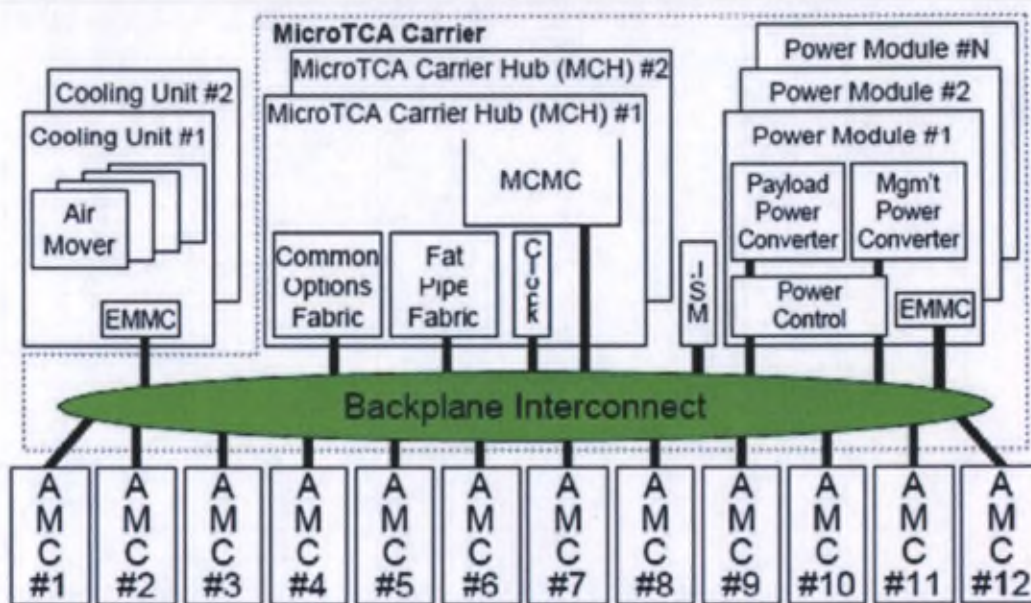 MicroTCA Carrier
MicroTCA Carrier Hub (MCH) #2
MicroTCA Carrier Hub (MCH) #1
MCMC
Common
Options
Fabric
Fat
Pipe
Fabric
Clock
Cooling Unit #2
Cooling Unit #1
Air
Mover
EMMC
Power Module #N
Power Module #2
Power Module #1
Payload
Power
Converter
Mgm't
Power
Converter
Power
Control
EMMC
Backplane Interconnect
AMC
#1
AMC
#2
AMC
#3
AMC
#4
AMC
#5
AMC
#6
AMC
#7
AMC
#8
AMC
#9
AMC
#10
AMC
#11
AMC
#12